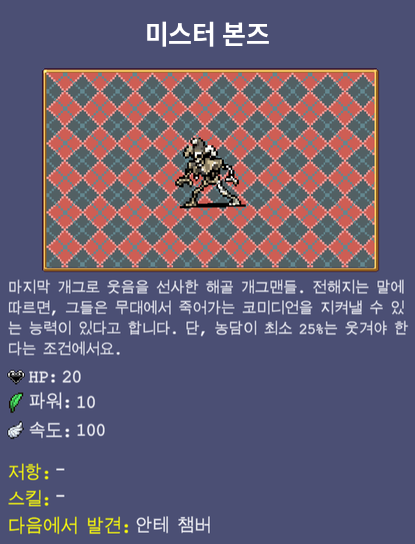 미스터 본즈
마지막 개그로 웃음을 선사한 해골 개그맨들. 전해지는 말에
따르면, 그들은 무대에서 죽어가는 코미디언을 지켜낼 수 있
는 능력이 있다고 합니다. 단, 농담이 최소 25%는 웃겨야 한
다는 조건에서요.
HP: 20
파워: 10
속도: 100
저항: -
스킬: -
다음에서 발견: 안테 챔버